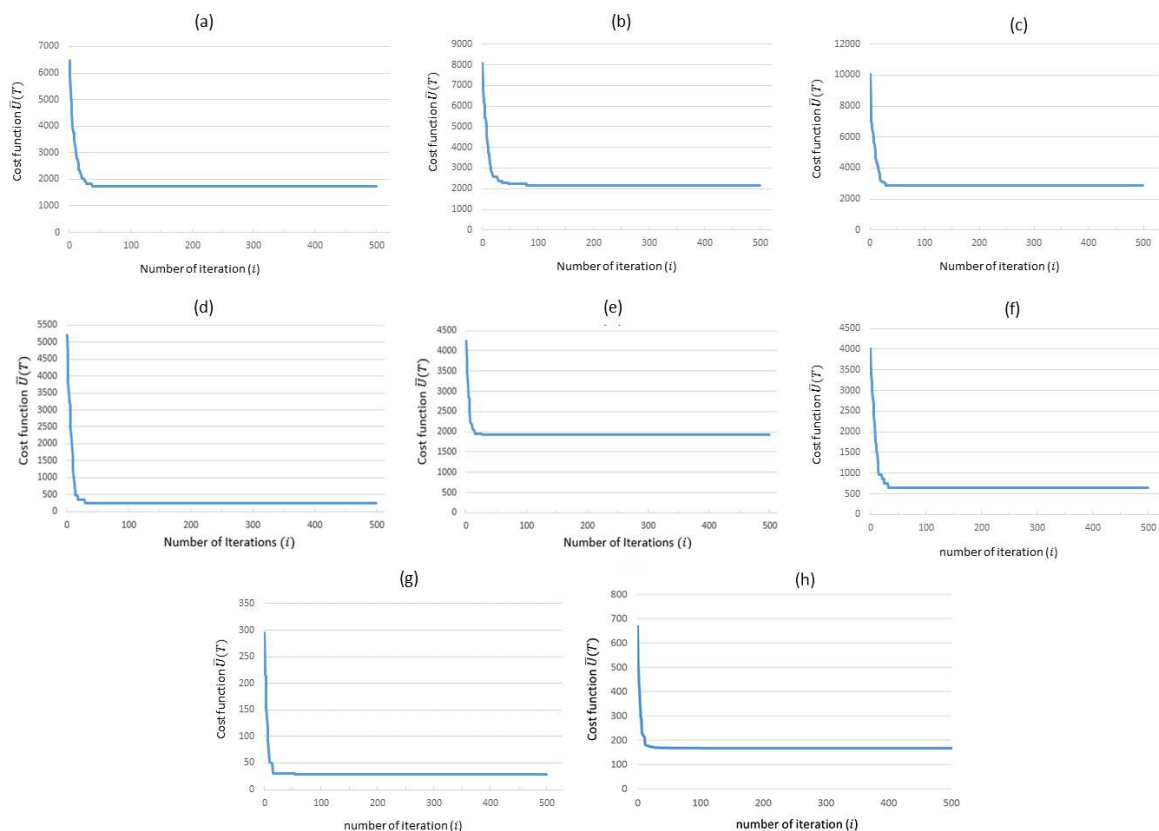 (a)
7000
6000
5000
4000
3000
2000
1000
0
Cost function Ū(T)
0 100 200 300 400 500
Number of iteration (i)
(b)
9000
8000
7000
6000
5000
4000
3000
2000
1000
0
Cost function Ū(T)
0 100 200 300 400 500
Number of iteration (i)
(c)
12000
10000
8000
6000
4000
2000
0
Cost function Ū(T)
0 100 200 300 400 500
Number of iteration (i)
(d)
5500
5000
4500
4000
3500
3000
2500
2000
1500
1000
500
0
Cost function Ū(T)
0 100 200 300 400 500
Number of Iterations (i)
(e)
4500
4000
3500
3000
2500
2000
1500
1000
500
0
Cost function Ū(T)
0 100 200 300 400 500
Number of Iterations (i)
(f)
4500
4000
3500
3000
2500
2000
1500
1000
500
0
Cost function Ū(T)
0 100 200 300 400 500
number of iteration (i)
(g)
350
300
250
200
150
100
50
0
Cost function Ū(T)
0 100 200 300 400 500
number of iteration (i)
(h)
800
700
600
500
400
300
200
100
0
Cost function Ū(T)
0 100 200 300 400 500
number of iteration (i)